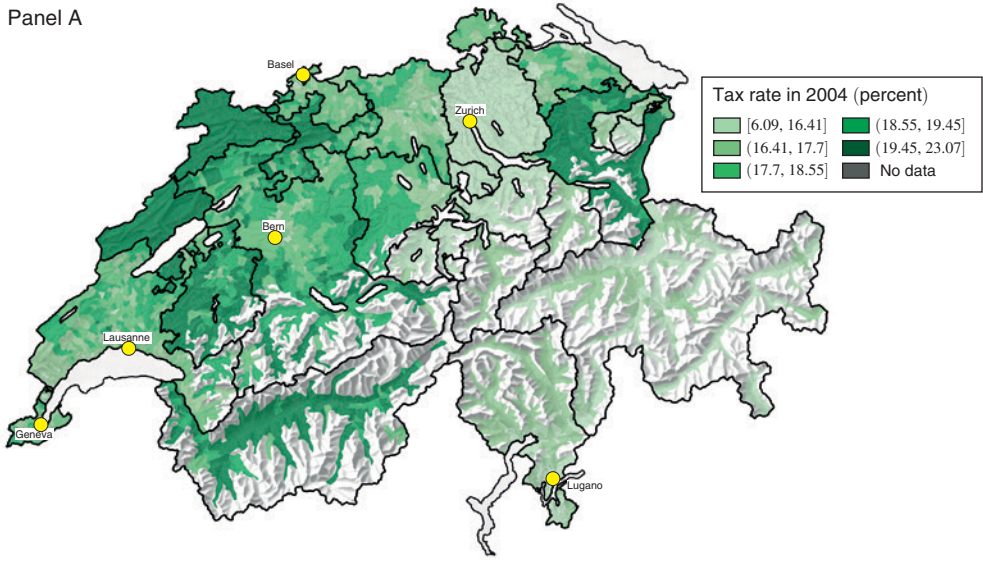 Panel A
Basel
Zurich
Bern
Lausanne
Geneva
Lugano
Tax rate in 2004 (percent)
[6.09, 16.41] (18.55, 19.45]
(16.41, 17.7] (19.45, 23.07]
(17.7, 18.55] No data